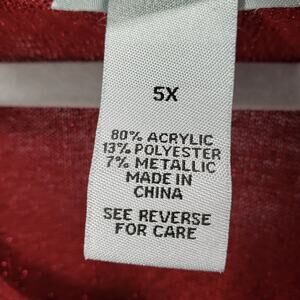 5X
80% ACRYLIC
13% POLYESTER
7% METALLIC
MADE IN
CHINA
SEE REVERSE
FOR CARE